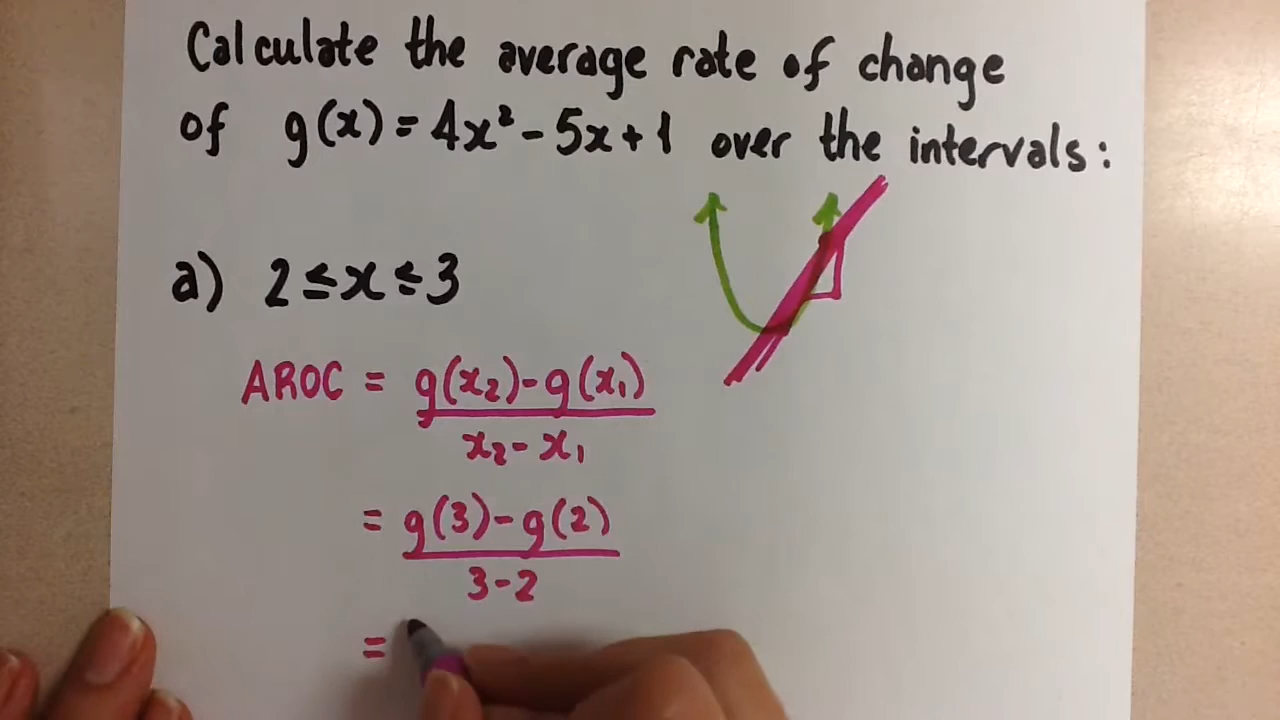 Calculate the average rate of change
of g(x) = 4x² - 5x + 1 over the intervals:
a) 2 ≤ x ≤ 3
AROC = g(x₂) - g(x₁)
x₂ - x₁
= g(3) - g(2)
3 - 2
=